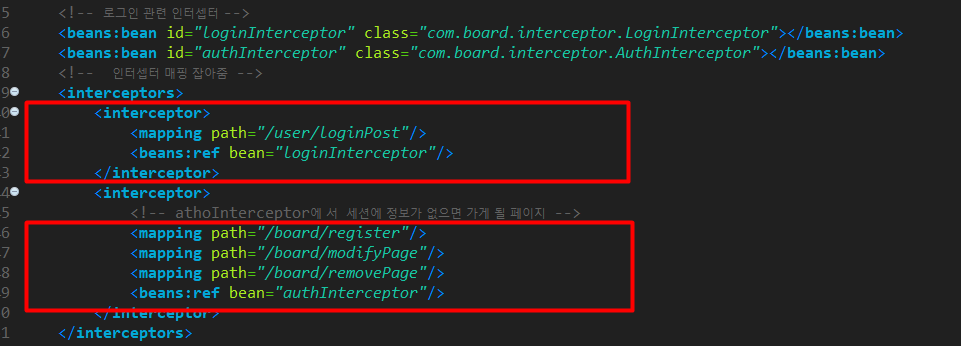 5 <!-- 로그인 관련 인터셉터 -->
6 <beans:bean id="loginInterceptor" class="com.board.interceptor.LoginInterceptor"></beans:bean>
7 <beans:bean id="authInterceptor" class="com.board.interceptor.AuthInterceptor"></beans:bean>
8 <!-- 인터셉터 매핑 잡아줌 -->
9 <interceptors>
0 <interceptor>
1 <mapping path="/user/loginPost"/>
2 <beans:ref bean="loginInterceptor"/>
3 </interceptor>
4 <interceptor>
5 <!-- athoInterceptor에 서 세션에 정보가 없으면 가게 될 페이지 -->
6 <mapping path="/board/register"/>
7 <mapping path="/board/modifyPage"/>
8 <mapping path="/board/removePage"/>
9 <beans:ref bean="authInterceptor"/>
0 </interceptor>
1 </interceptors>